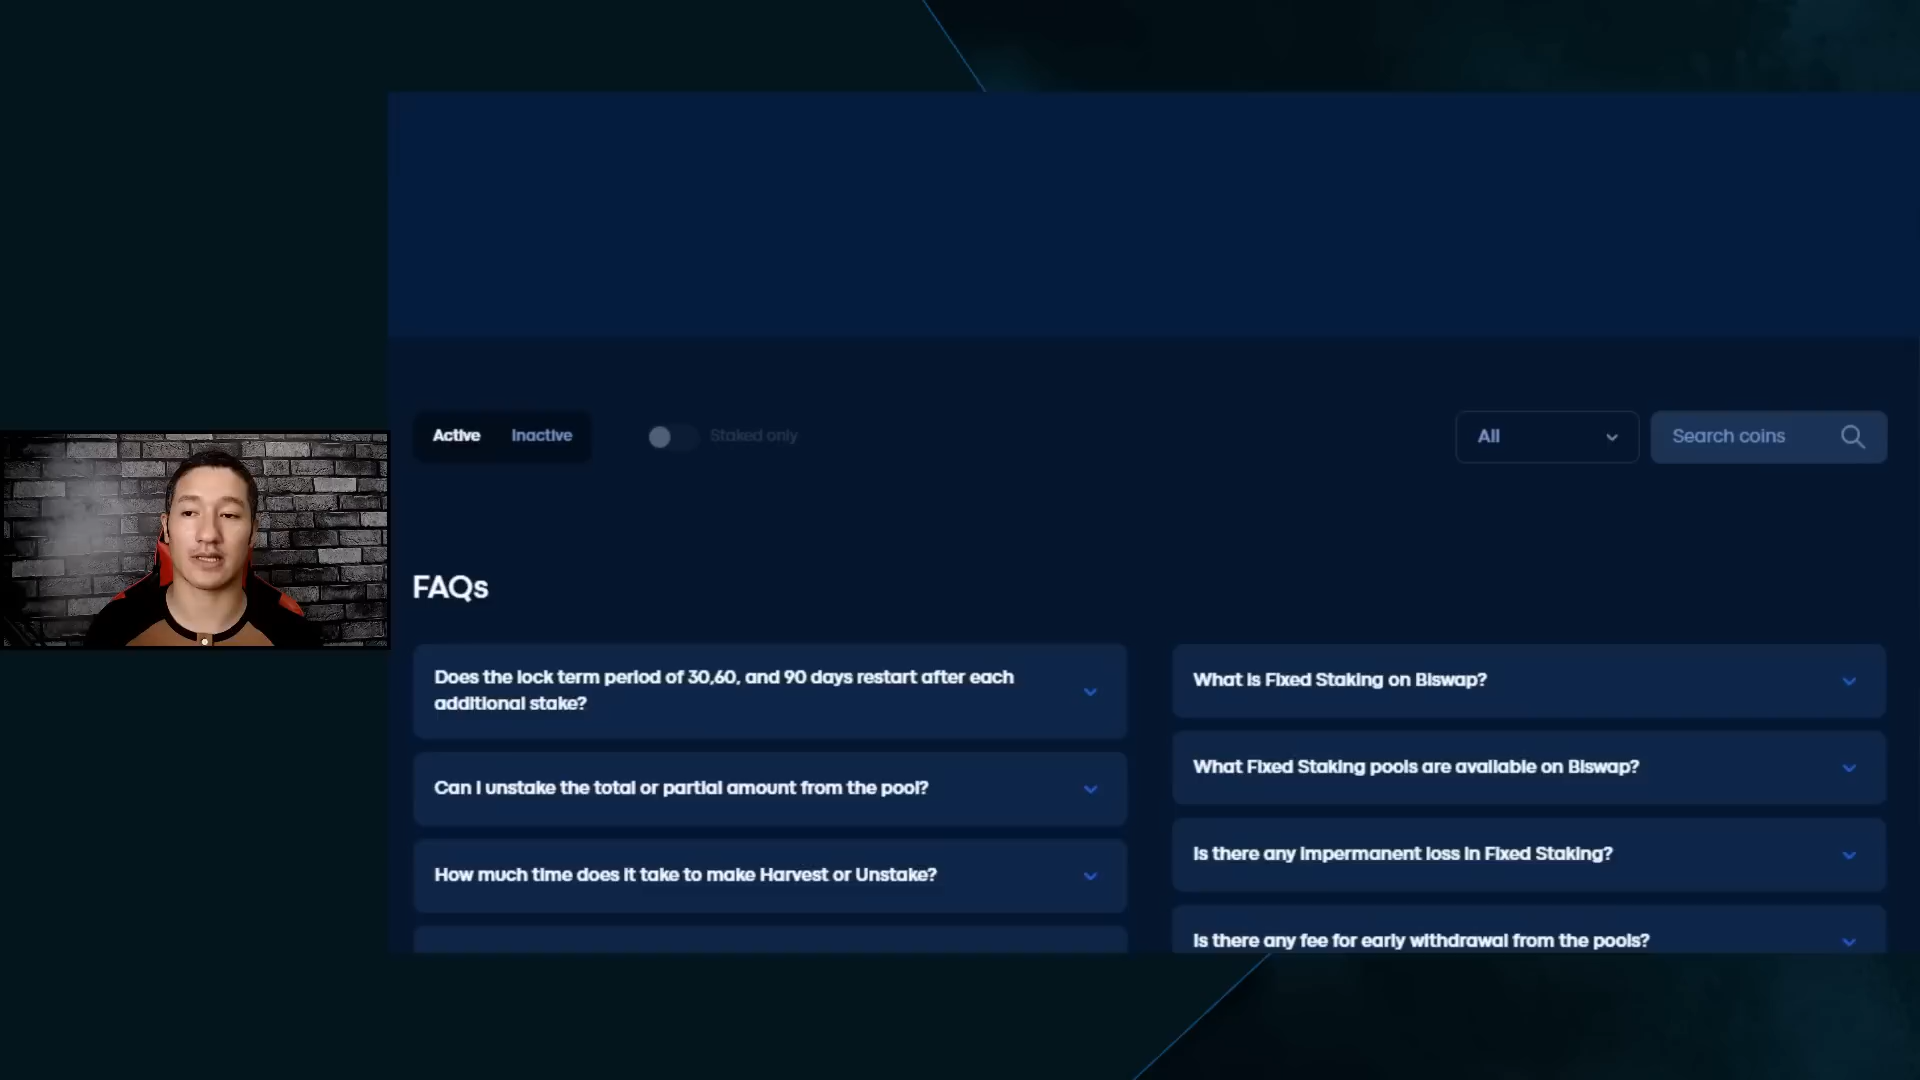 Active Inactive Staked only All Search coins
FAQs
Does the lock term period of 30,60, and 90 days restart after each
additional stake?
Can I unstake the total or partial amount from the pool?
How much time does it take to make Harvest or Unstake?
What is Fixed Staking on Biswap?
What Fixed Staking pools are available on Biswap?
Is there any impermanent loss in Fixed Staking?
Is there any fee for early withdrawal from the pools?